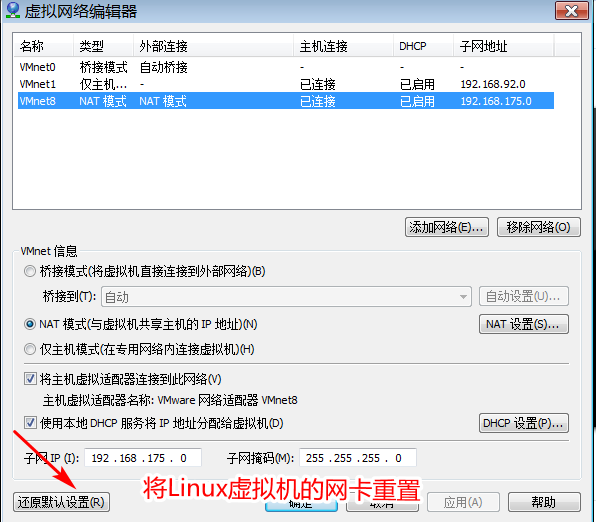 虚拟网络编辑器
名称 类型 外部连接 主机连接 DHCP 子网地址
VMnet0 桥接模式 自动桥接 - - -
VMnet1 仅主机... - 已连接 已启用 192.168.92.0
VMnet8 NAT 模式 NAT 模式 已连接 已启用 192.168.175.0
添加网络(E)... 移除网络(O)
VMnet 信息
桥接模式(将虚拟机直接连接到外部网络)(B)
桥接到(T): 自动 自动设置(U)...
NAT 模式(与虚拟机共享主机的 IP 地址)(N) NAT 设置(S)...
仅主机模式(在专用网络内连接虚拟机)(H)
将主机虚拟适配器连接到此网络(V)
主机虚拟适配器名称: VMware 网络适配器 VMnet8
使用本地 DHCP 服务将 IP 地址分配给虚拟机(D) DHCP 设置(P)...
子网 IP (I): 192 .168 .175 . 0 子网掩码(M): 255 .255 .255 . 0
将Linux虚拟机的网卡重置
还原默认设置(R) 确定 取消 应用(A) 帮助